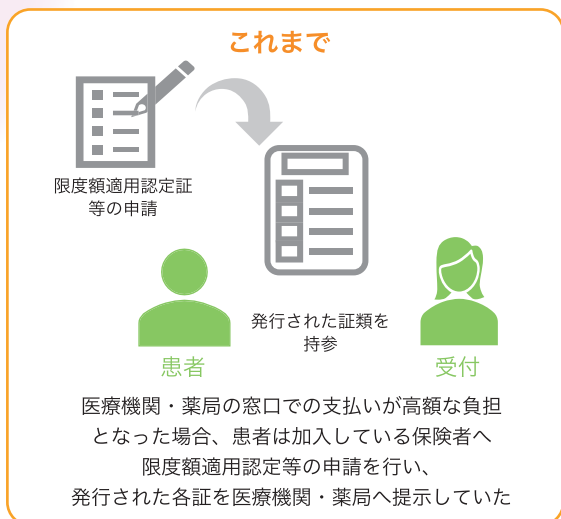 これまで
限度額適用認定証
等の申請
発行された証類を
持参
患者
受付
医療機関・薬局の窓口での支払いが高額な負担
となった場合、患者は加入している保険者へ
限度額適用認定等の申請を行い、
発行された各証を医療機関・薬局へ提示していた